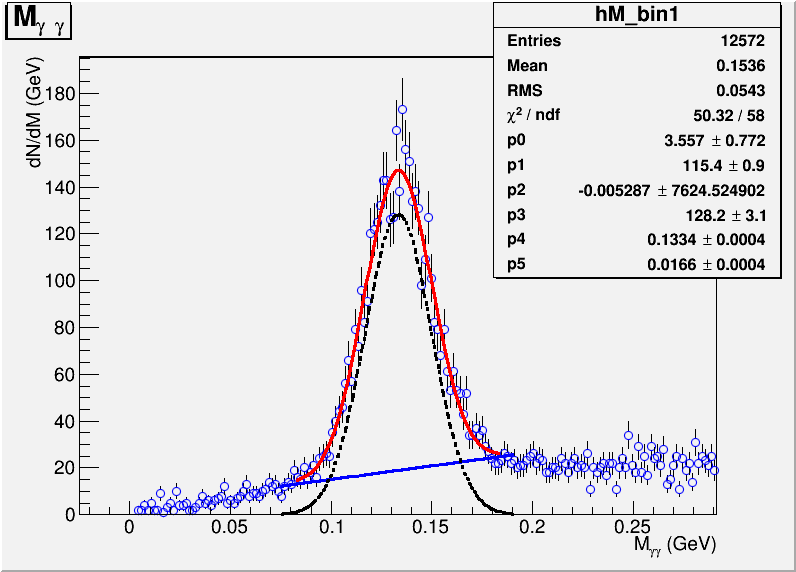 M γ γ
hM_bin1
Entries 12572
Mean 0.1536
RMS 0.0543
χ² / ndf 50.32 / 58
p0 3.557 ± 0.772
p1 115.4 ± 0.9
p2 -0.005287 ± 7624.524902
p3 128.2 ± 3.1
p4 0.1334 ± 0.0004
p5 0.0166 ± 0.0004
dN/dM (GeV)
180
160
140
120
100
80
60
40
20
0
0 0.05 0.1 0.15 0.2 0.25
Mγγ (GeV)